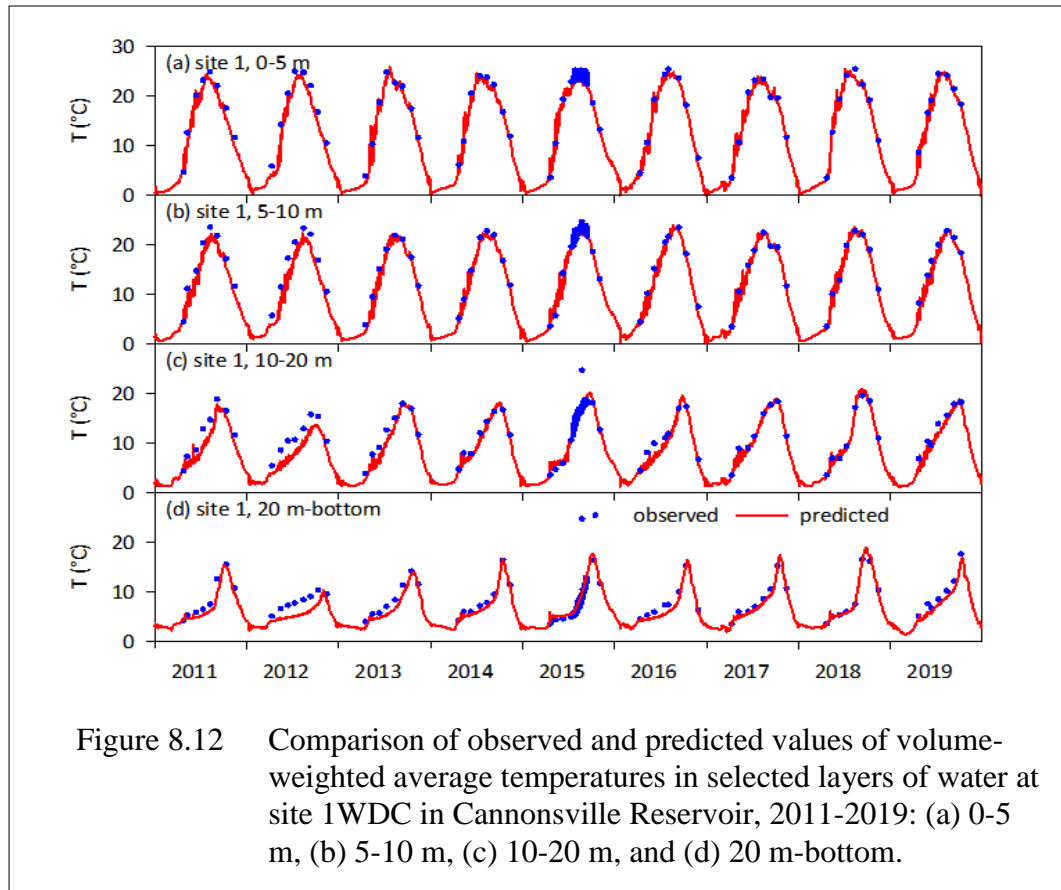 30
(a) site 1, 0-5 m
20
10
0
T (°C)
(b) site 1, 5-10 m
20
10
0
T (°C)
(c) site 1, 10-20 m
20
10
0
T (°C)
(d) site 1, 20 m-bottom
observed
predicted
20
10
0
T (°C)
2011 2012 2013 2014 2015 2016 2017 2018 2019
Figure 8.12 Comparison of observed and predicted values of volume-
weighted average temperatures in selected layers of water at
site 1WDC in Cannonsville Reservoir, 2011-2019: (a) 0-5
m, (b) 5-10 m, (c) 10-20 m, and (d) 20 m-bottom.